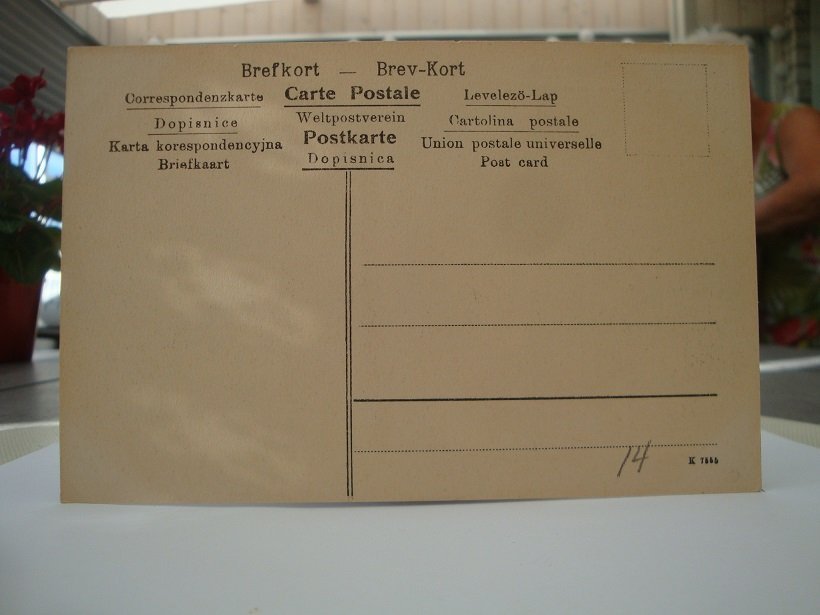 Brefkort — Brev-Kort
Correspondenzkarte Carte Postale Levelező-Lap
Dopisnice Weltpostverein Cartolina postale
Karta korespondencyjna Postkarte Union postale universelle
Briefkaart Dopisnica Post card
14
K 7865